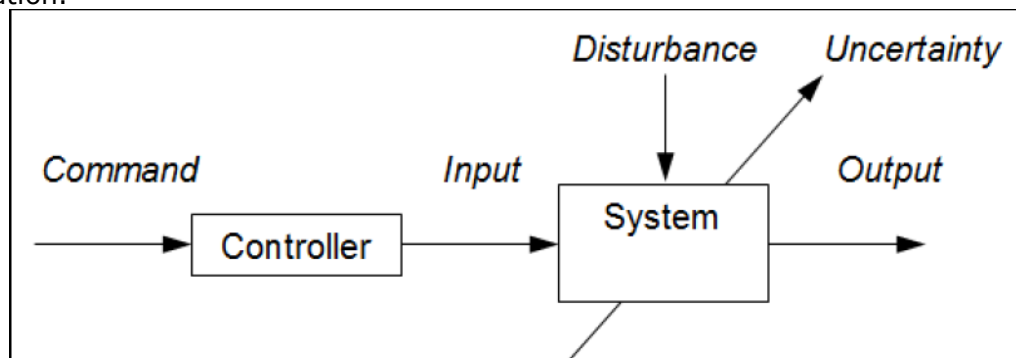 Disturbance Uncertainty
Command Input Output
System
Controller